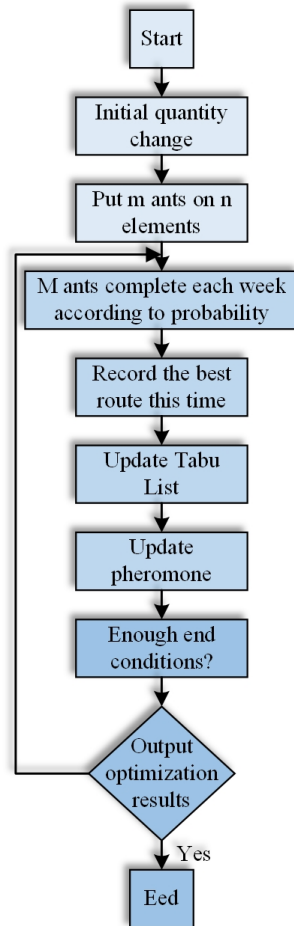 Start
Initial quantity
change
Put m ants on n
elements
M ants complete each week
according to probability
Record the best
route this time
Update Tabu
List
Update
pheromone
Enough end
conditions?
Output
optimization
results
Yes
Eed